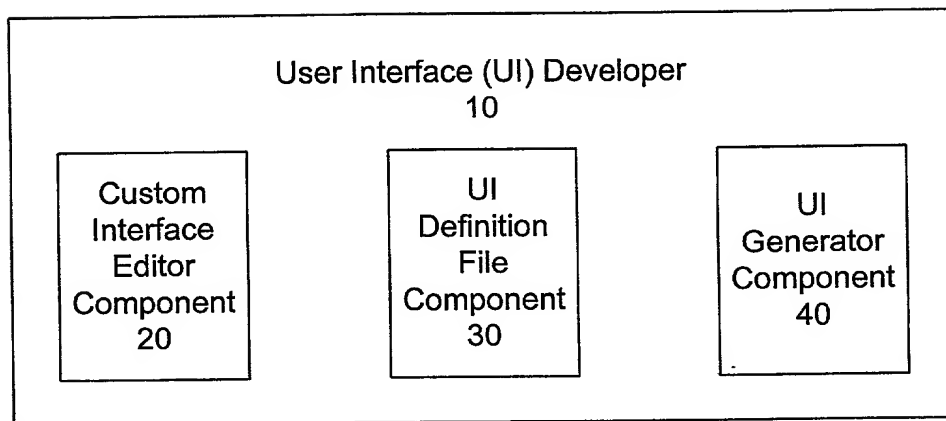 User Interface (UI) Developer
10
Custom
Interface
Editor
Component
20
UI
Definition
File
Component
30
UI
Generator
Component
40